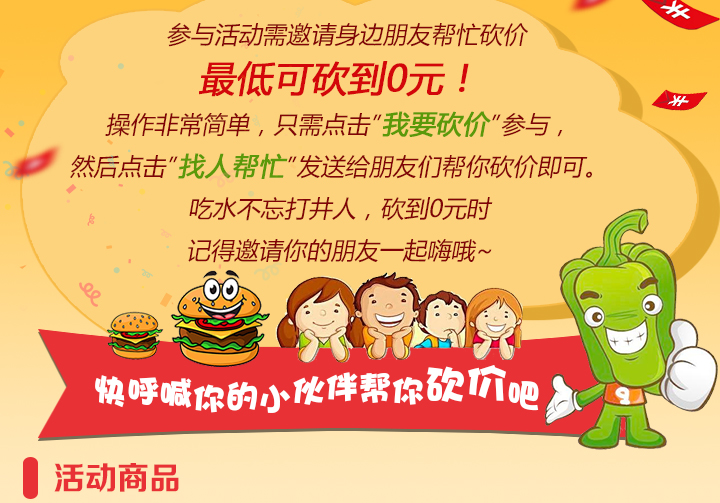 参与活动需邀请身边朋友帮忙砍价
最低可砍到0元！
操作非常简单，只需点击“我要砍价”参与，
然后点击“找人帮忙”发送给朋友们帮你砍价即可。
吃水不忘打井人，砍到0元时
记得邀请你的朋友一起嗨哦~
快呼喊你的小伙伴帮你砍价吧
活动商品